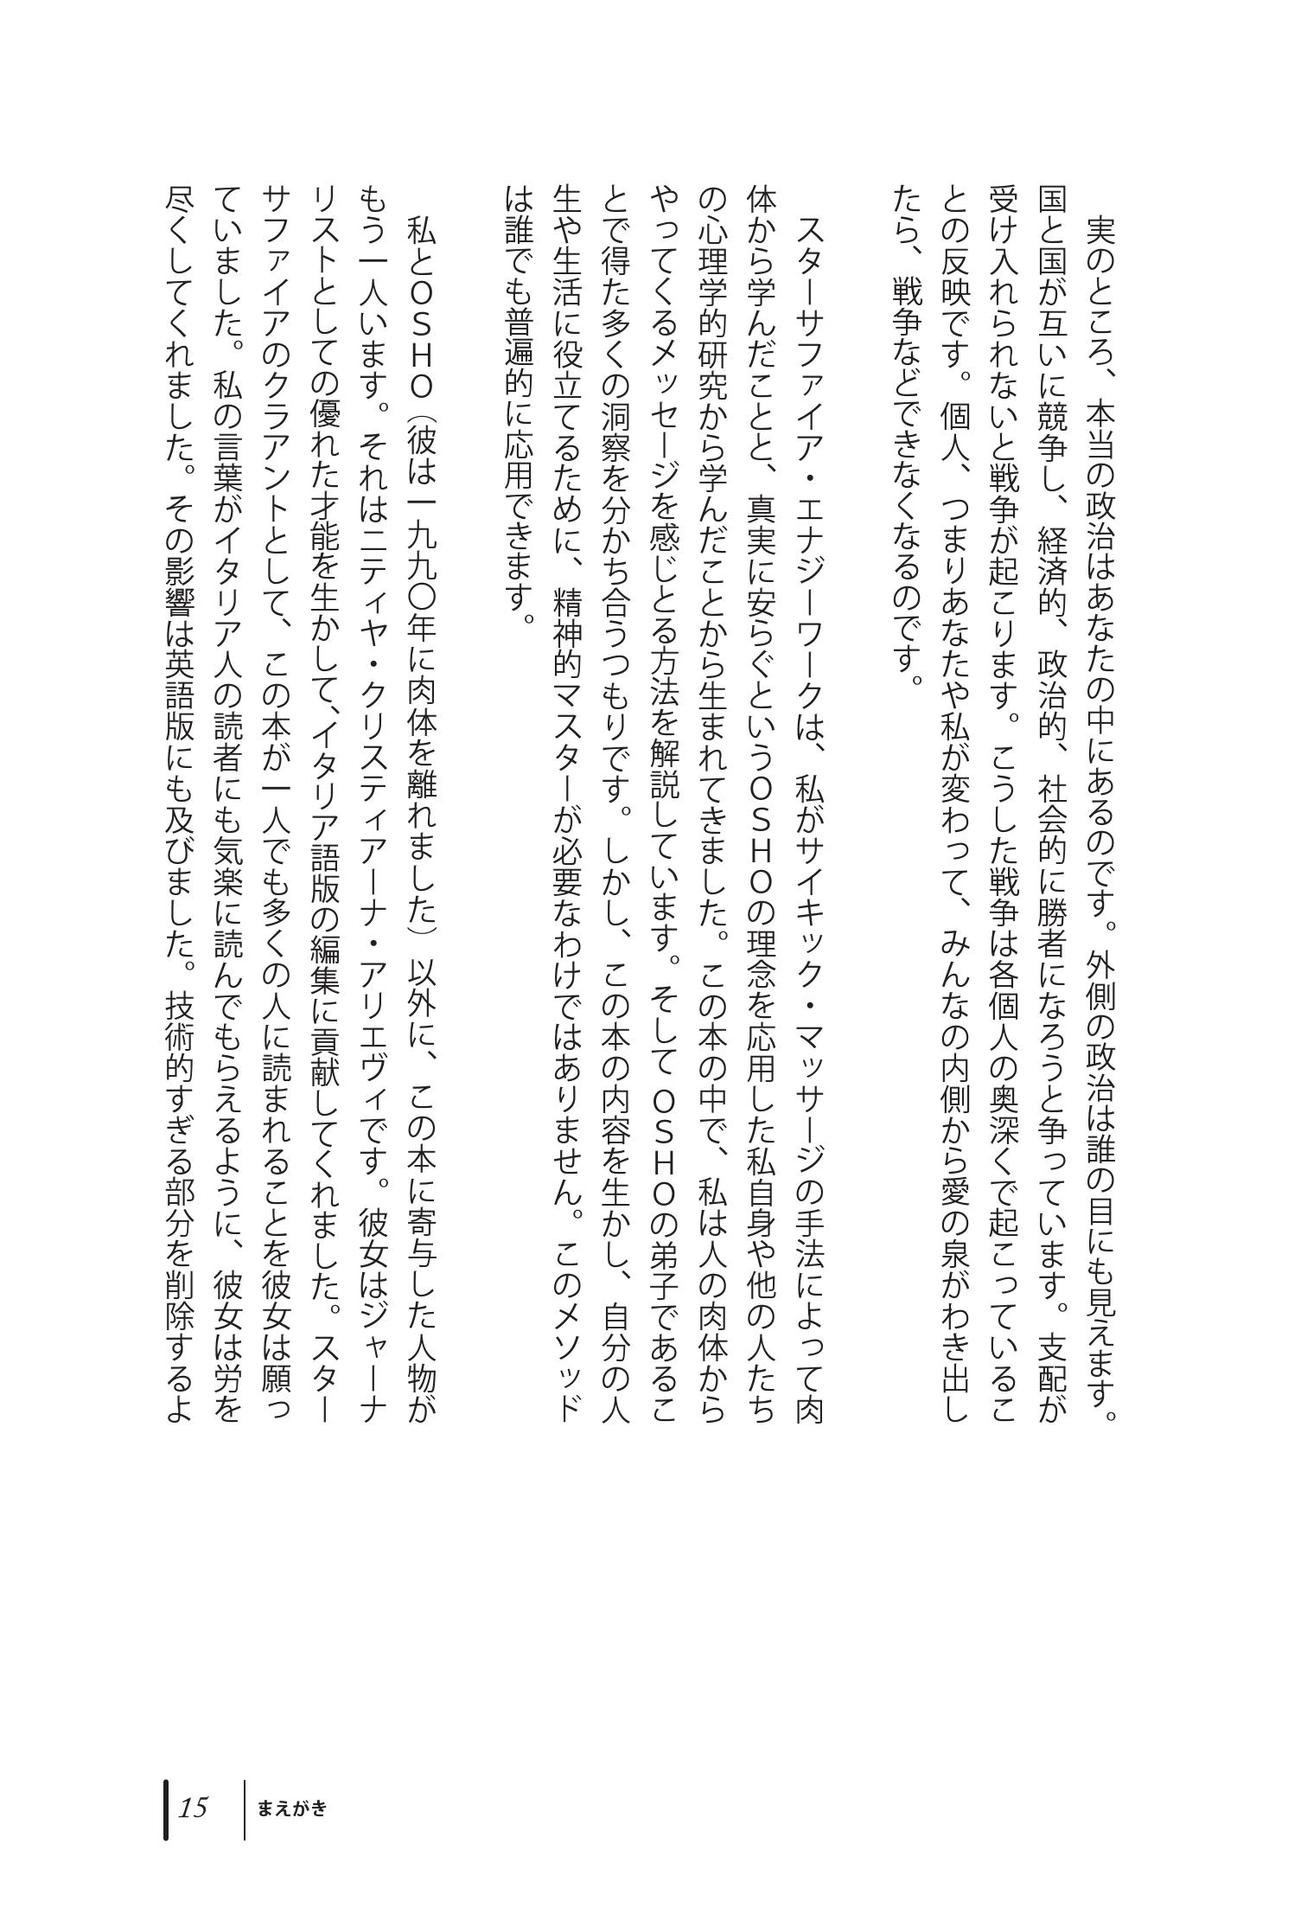 実のところ、本当の政治はあなたの中にあるのです。外側の政治は誰の目にも見えます。
国と国が互いに競争し、経済的、政治的、社会的に勝者になろうと争っています。支配が
受け入れられないと戦争が起こります。こうした戦争は各個人の奥深くで起こっているこ
との反映です。個人、つまりあなたや私が変わって、みんなの内側から愛の泉がわき出し
たら、戦争などできなくなるのです。
スターサファイア・エナジーワークは、私がサイキック・マッサージの手法によって肉
体から学んだことと、真実に安らぐというOSHOの理念を応用した私自身や他の人たち
の心理学的研究から学んだことから生まれてきました。この本の中で、私は人の肉体から
やってくるメッセージを感じとる方法を解説しています。そしてOSHOの弟子であるこ
とで得た多くの洞察を分かち合うつもりです。しかし、この本の内容を生かし、自分の人
生や生活に役立てるために、精神的マスターが必要なわけではありません。このメソッド
は誰でも普遍的に応用できます。
私とOSHO（彼は一九九〇年に肉体を離れました）以外に、この本に寄与した人物が
もう一人います。それはニティヤ・クリスティアーナ・アリエヴィです。彼女はジャーナ
リストとしての優れた才能を生かして、イタリア語版の編集に貢献してくれました。スター
サファイアのクラアントとして、この本が一人でも多くの人に読まれることを彼女は願っ
ていました。私の言葉がイタリア人の読者にも気楽に読んでもらえるように、彼女は労を
尽くしてくれました。その影響は英語版にも及びました。技術的すぎる部分を削除するよ
15
まえがき